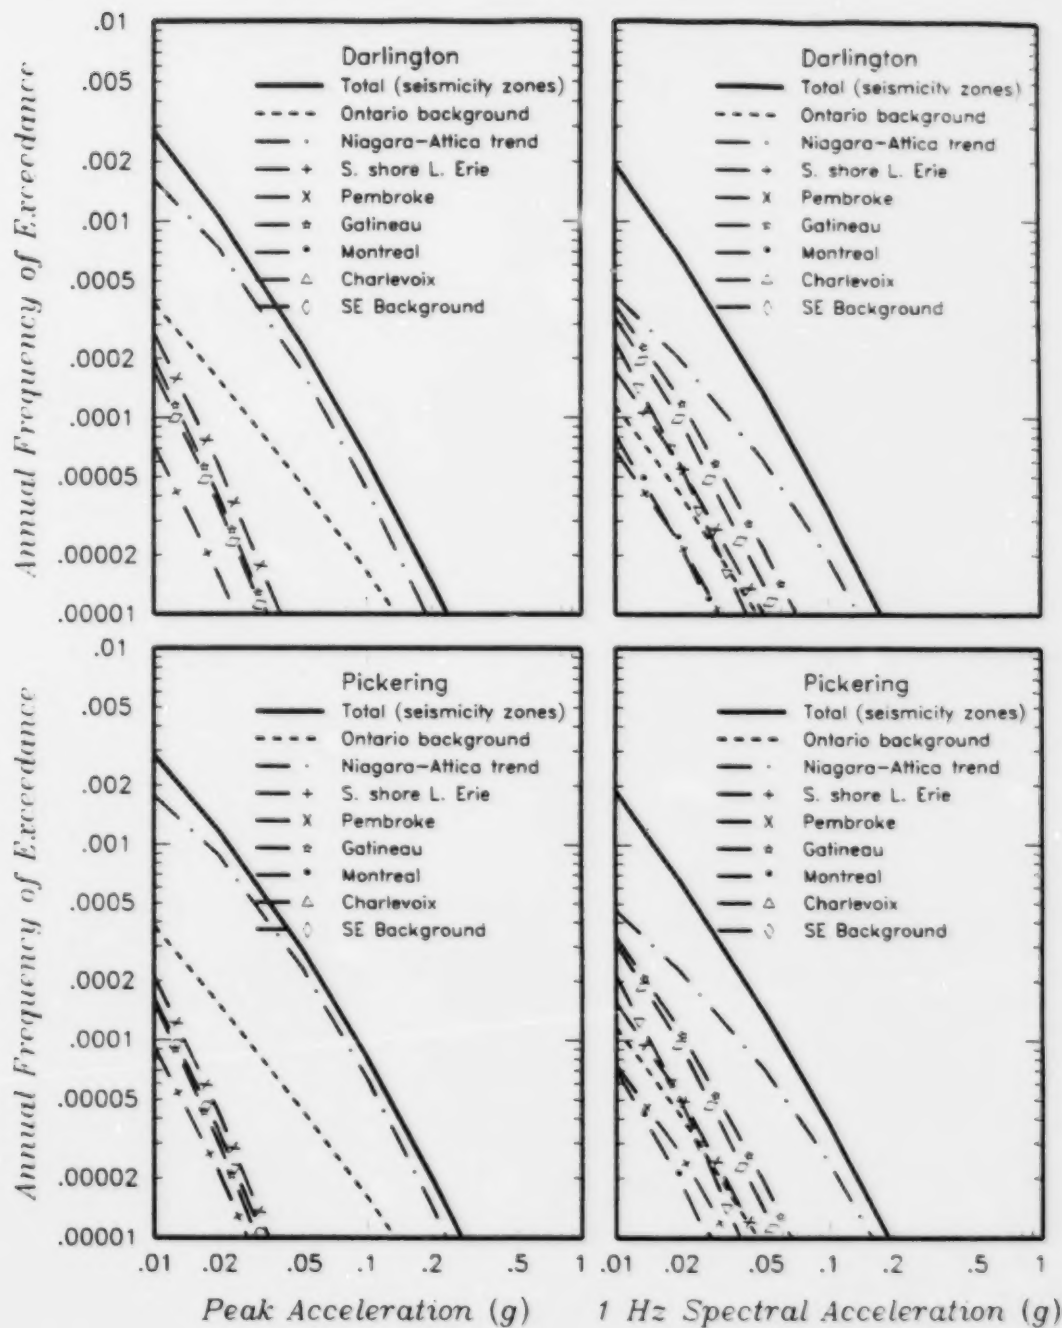 Annual Frequency of Exceedance
.01
.005
.002
.001
.0005
.0002
.0001
.00005
.00002
.00001
Darlington
Total (seismicity zones)
Ontario background
Niagara-Attica trend
S. shore L. Erie
Pembroke
Gatineau
Montreal
Charlevoix
SE Background
Darlington
Total (seismicity zones)
Ontario background
Niagara-Attica trend
S. shore L. Erie
Pembroke
Gatineau
Montreal
Charlevoix
SE Background
Annual Frequency of Exceedance
.01
.005
.002
.001
.0005
.0002
.0001
.00005
.00002
.00001
Pickering
Total (seismicity zones)
Ontario background
Niagara-Attica trend
S. shore L. Erie
Pembroke
Gatineau
Montreal
Charlevoix
SE Background
Pickering
Total (seismicity zones)
Ontario background
Niagara-Attica trend
S. shore L. Erie
Pembroke
Gatineau
Montreal
Charlevoix
SE Background
.01 .02 .05 .1 .2 .5 1
.01 .02 .05 .1 .2 .5 1
Peak Acceleration (g)
1 Hz Spectral Acceleration (g)